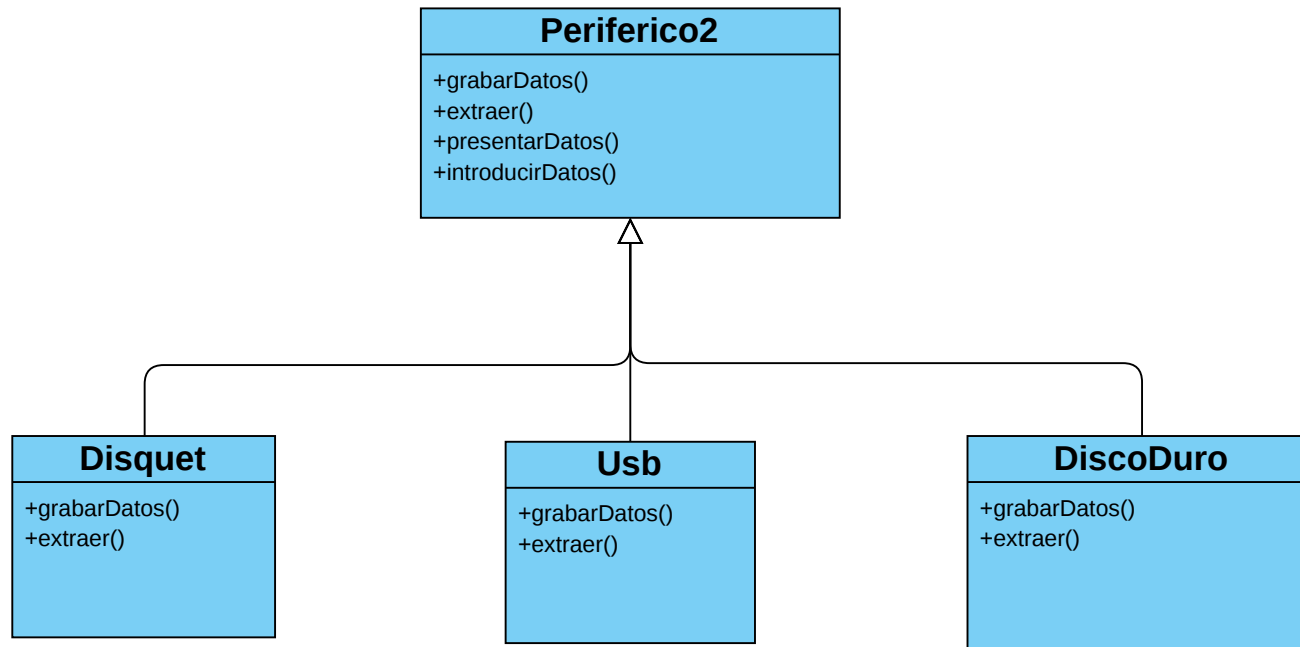 Periferico2
+grabarDatos()
+extraer()
+presentarDatos()
+introducirDatos()
Disquet
+grabarDatos()
+extraer()
Usb
+grabarDatos()
+extraer()
DiscoDuro
+grabarDatos()
+extraer()